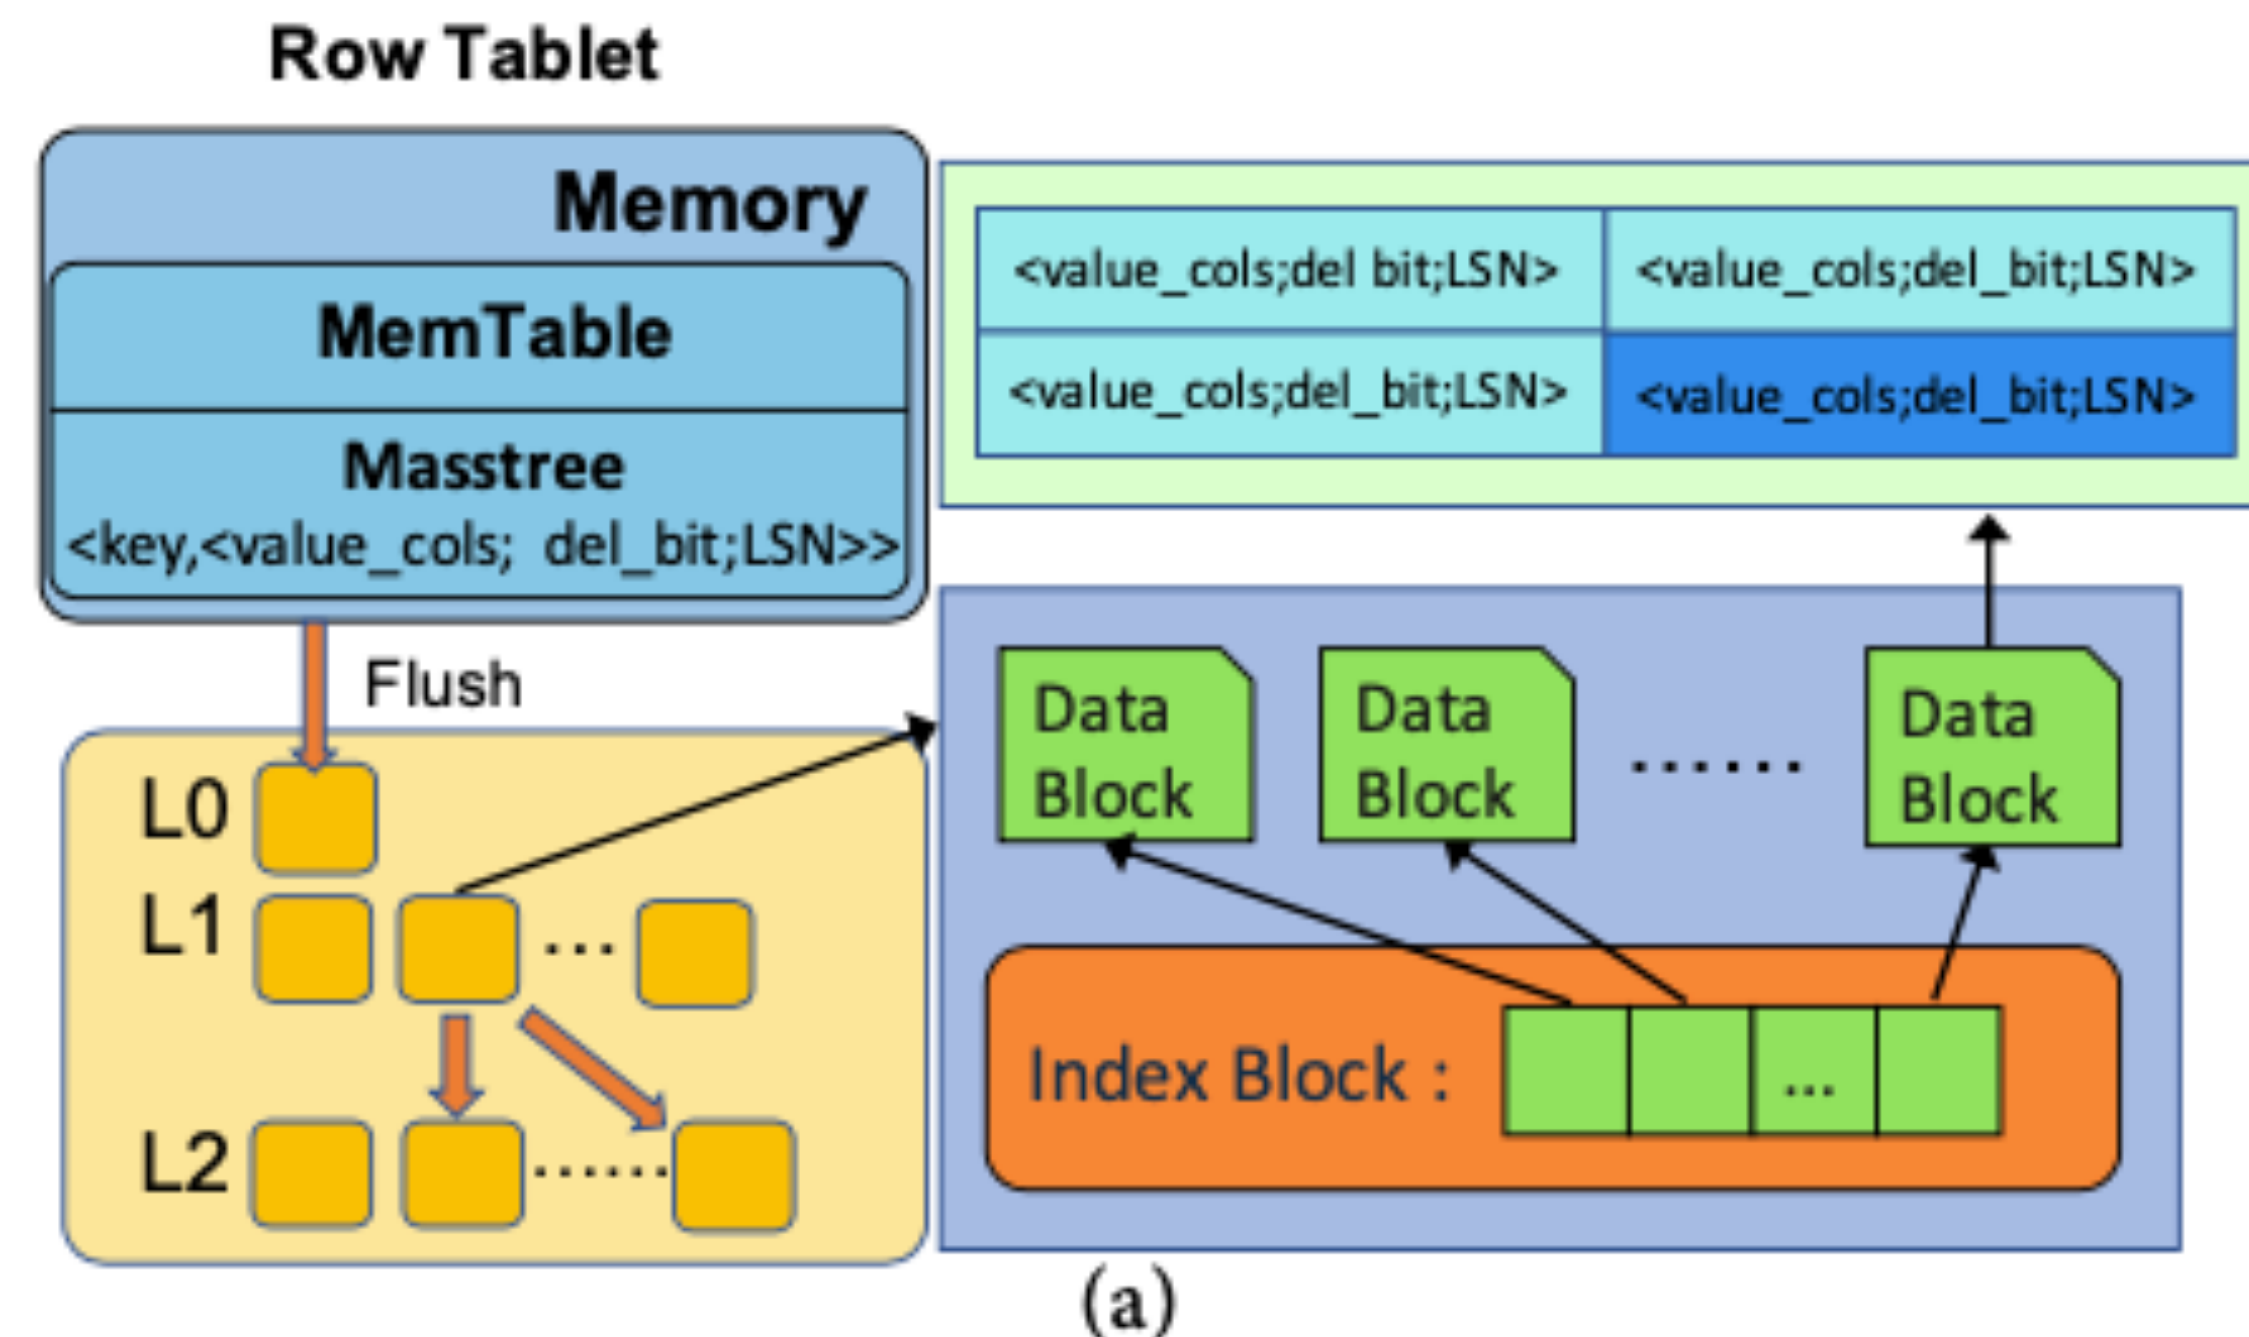 Row Tablet
Memory
MemTable
Masstree
<key,<value_cols; del_bit;LSN>>
<value_cols;del bit;LSN> <value_cols;del_bit;LSN>
<value_cols;del_bit;LSN> <value_cols;del_bit;LSN>
Flush
L0
L1 ...
L2 ......
Data
Block
Data
Block
......
Data
Block
Index Block : ...
(a)